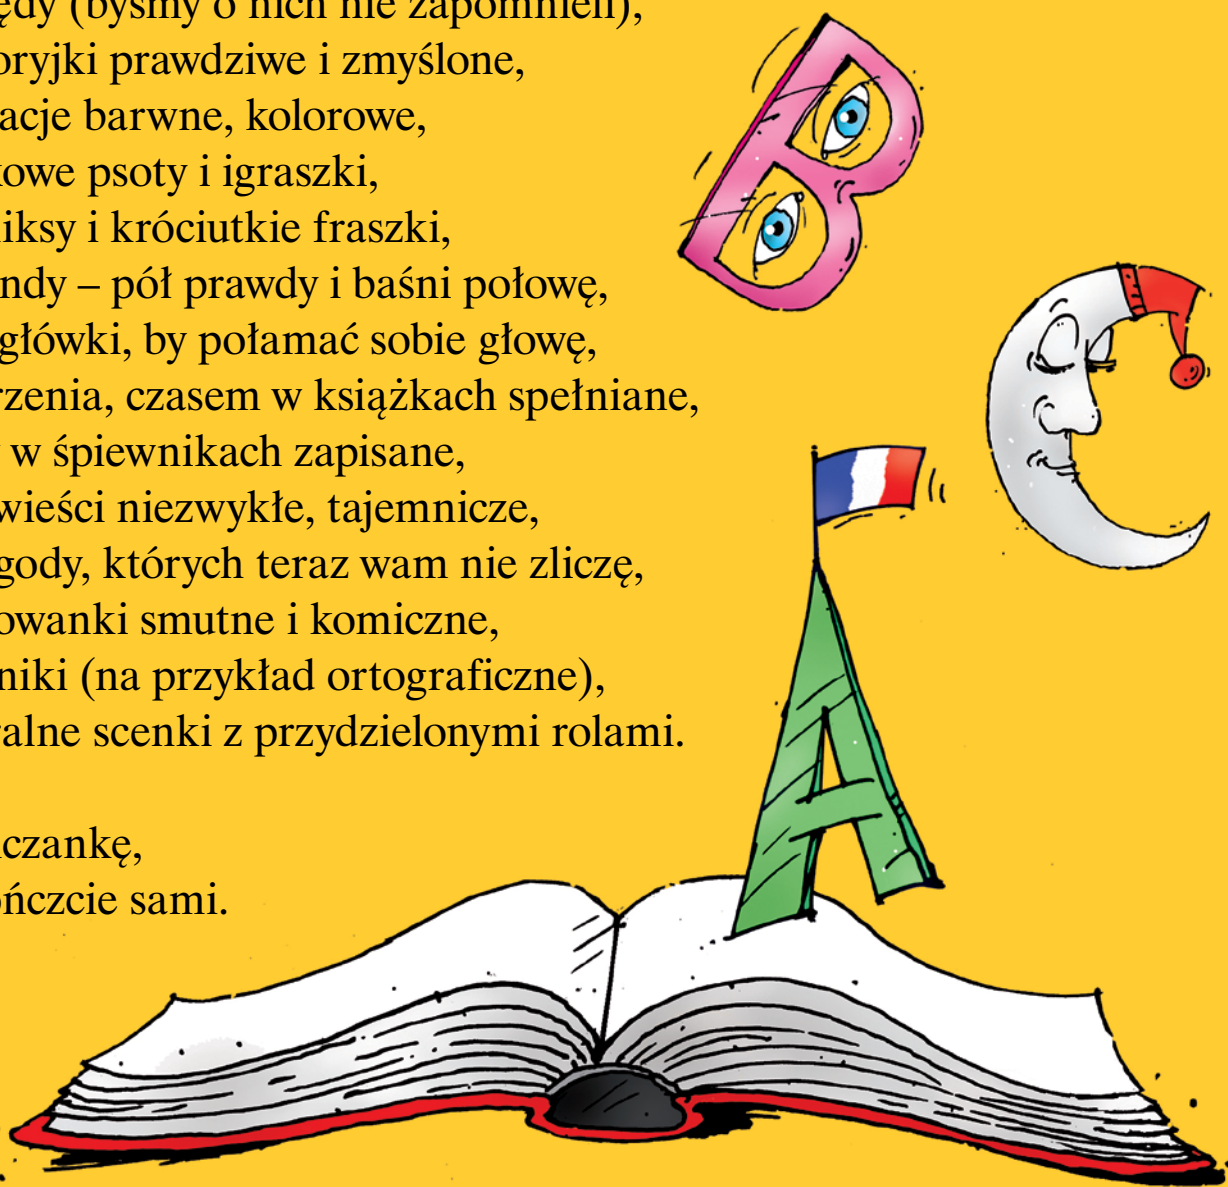 ędy (byśmy o nich nie zapomnieli),
oryjki prawdziwe i zmyślone,
acje barwne, kolorowe,
kowe psoty i igraszki,
iksy i króciutkie fraszki,
ndy – pół prawdy i baśni połowę,
główki, by połamać sobie głowę,
rzenia, czasem w książkach spełniane,
w śpiewnikach zapisane,
wieści niezwykłe, tajemnicze,
gody, których teraz wam nie zliczę,
owanki smutne i komiczne,
niki (na przykład ortograficzne),
alne scenki z przydzielonymi rolami.
czankę,
ończcie sami.
B
C
A